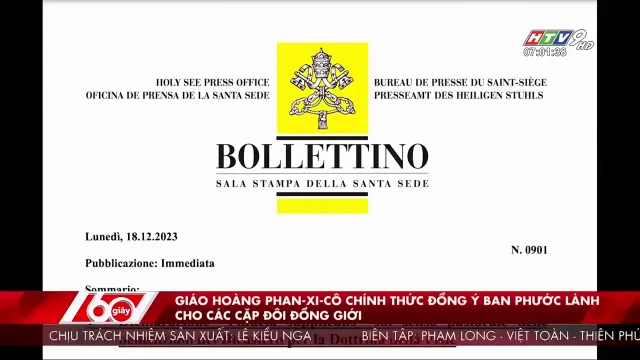 HTV9 HD
07:01:38
HOLY SEE PRESS OFFICE
OFICINA DE PRENSA DE LA SANTA SEDE
BUREAU DE PRESSE DU SAINT-SIÈGE
PRESSEAMT DES HEILIGEN STUHLS
BOLLETTINO
SALA STAMPA DELLA SANTA SEDE
Lunedì, 18.12.2023
N. 0901
Pubblicazione: Immediata
Sommario:
60 giây
GIÁO HOÀNG PHAN-XI-CÔ CHÍNH THỨC ĐỒNG Ý BAN PHƯỚC LÀNH
CHO CÁC CẶP ĐÔI ĐỒNG GIỚI
CHỊU TRÁCH NHIỆM SẢN XUẤT: LÊ KIỀU NGA BIÊN TẬP: PHẠM LONG - VIỆT TOÀN - THIÊN